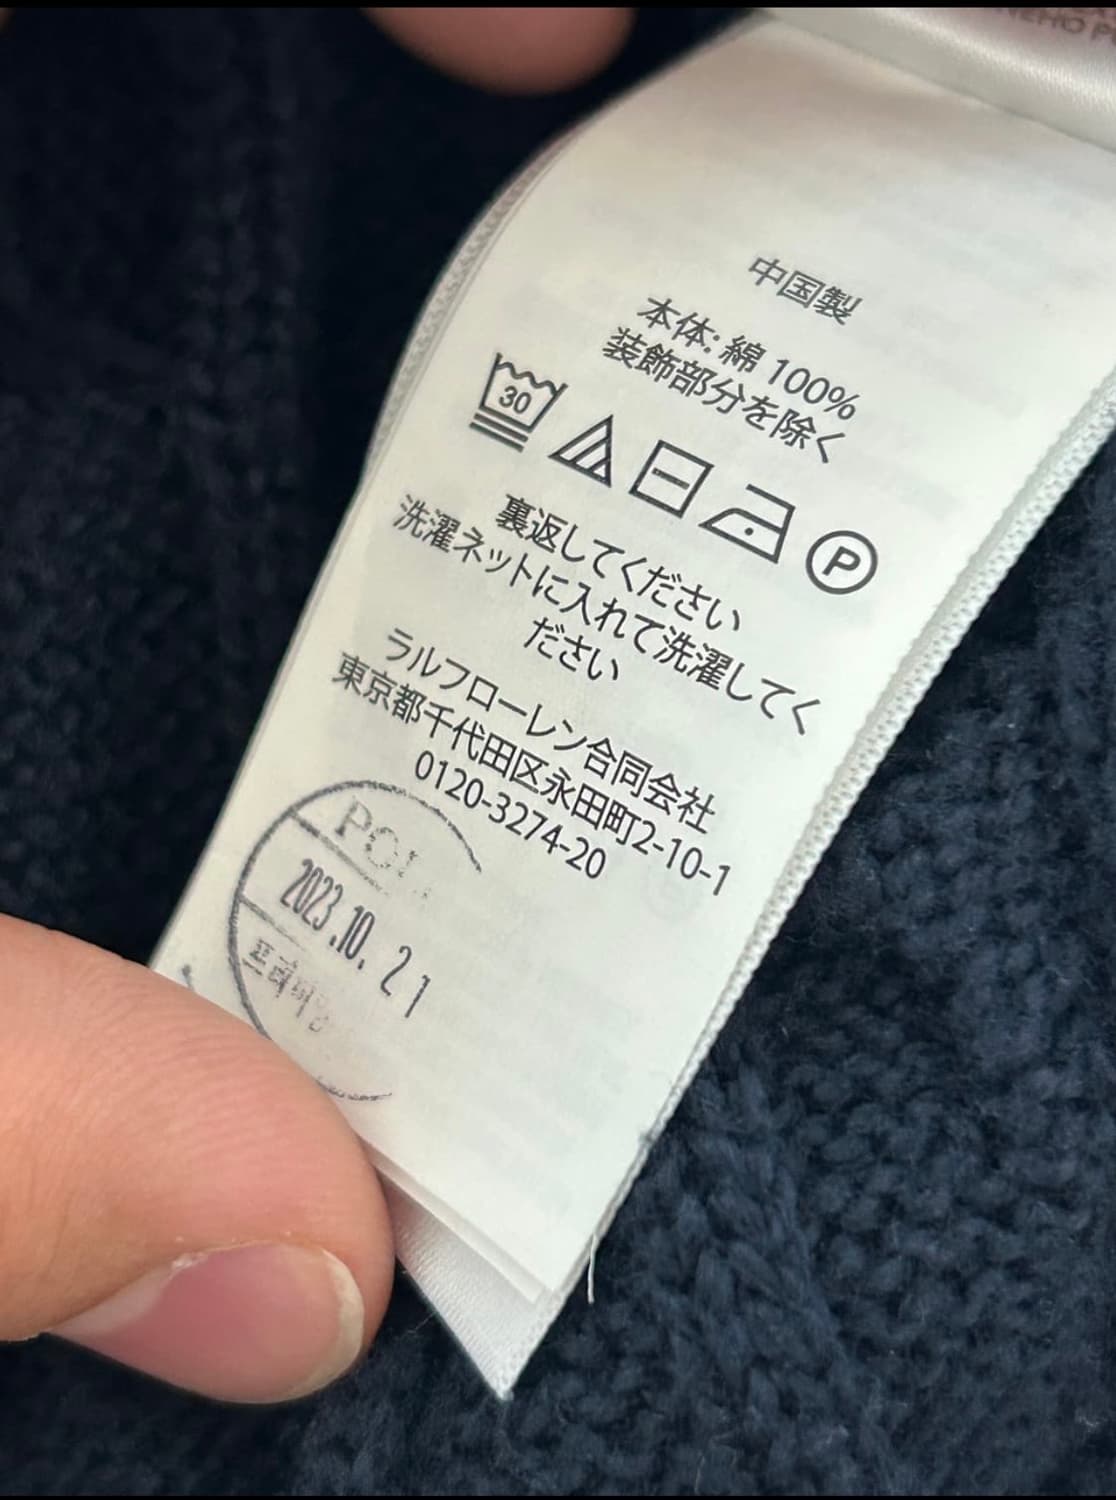 中国製
本体: 綿 100%
装飾部分を除く
30
P
裏返してください
洗濯ネットに入れて洗濯してく
ださい
ラルフローレン合同会社
東京都千代田区永田町2-10-1
0120-3274-20
2023.10.21